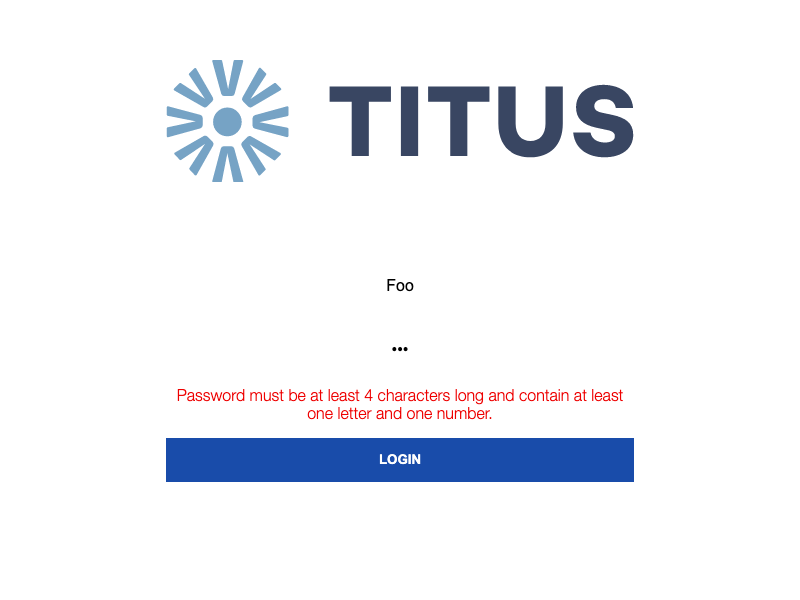 TITUS
Foo
•••
Password must be at least 4 characters long and contain at least
one letter and one number.
LOGIN